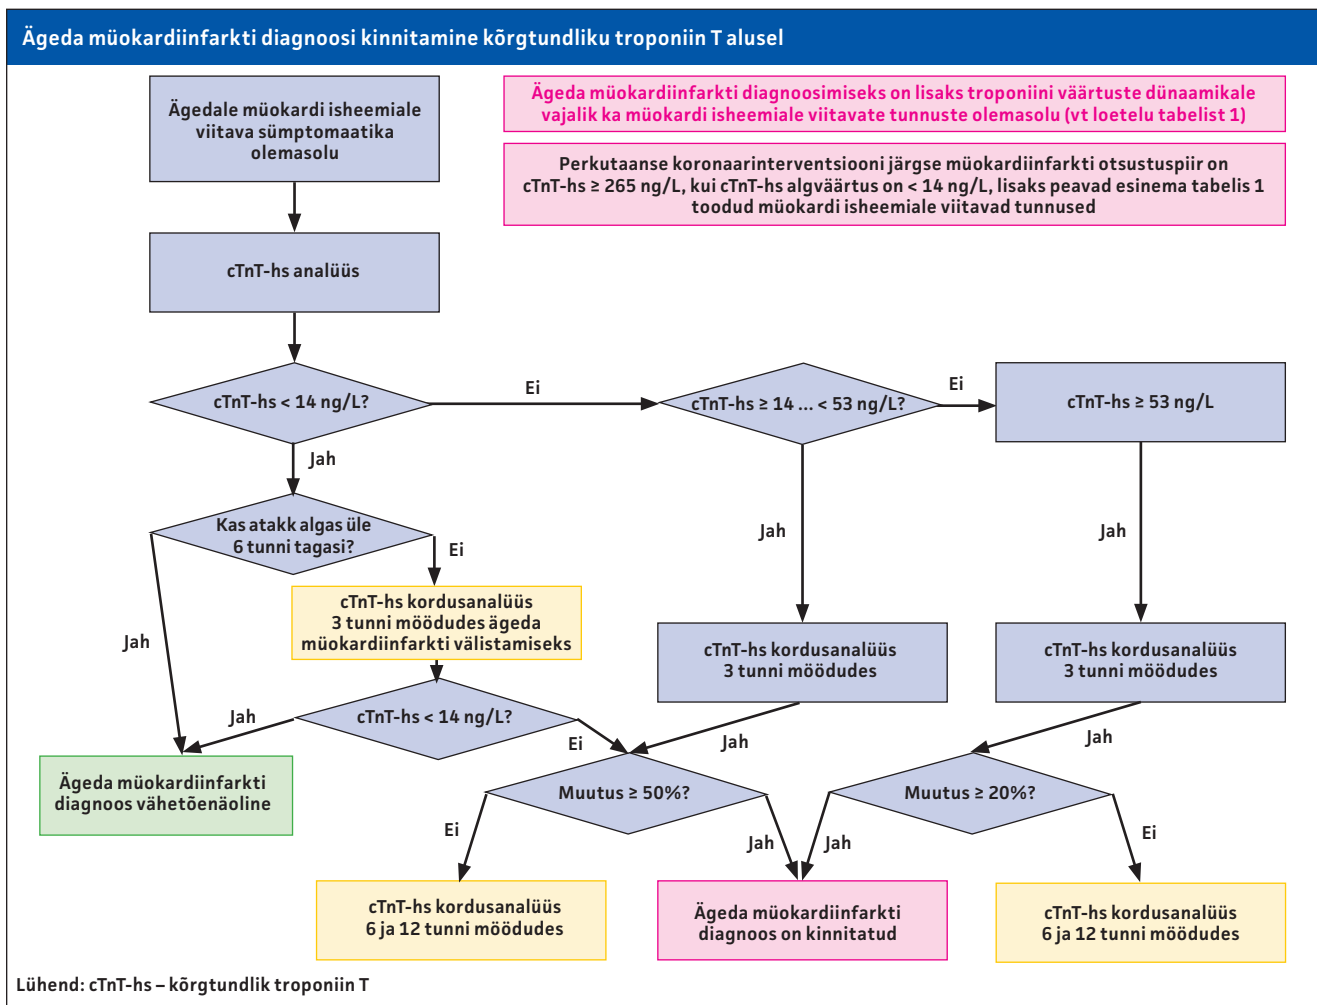 Ägeda müokardiinfarkti diagnoosi kinnitamine kõrgtundliku troponiin T alusel
Ägedale müokardi isheemiale
viitava sümptomaatika
olemasolu
Ägeda müokardiinfarkti diagnoosimiseks on lisaks troponiini väärtuste dünaamikale
vajalik ka müokardi isheemiale viitavate tunnuste olemasolu (vt loetelu tabelist 1)
Perkutaanse koronaarinterventsiooni järgse müokardiinfarkti otsustuspiir on
cTnT-hs ≥ 265 ng/L, kui cTnT-hs algväärtus on < 14 ng/L, lisaks peavad esinema tabelis 1
toodud müokardi isheemiale viitavad tunnused
cTnT-hs analüüs
cTnT-hs < 14 ng/L?
Ei
cTnT-hs ≥ 14 ... < 53 ng/L?
Ei
cTnT-hs ≥ 53 ng/L
Jah
Kas atakk algas üle
6 tunni tagasi?
Jah
Jah
Ei
cTnT-hs kordusanalüüs
3 tunni möödudes ägeda
müokardiinfarkti välistamiseks
Jah
cTnT-hs kordusanalüüs
3 tunni möödudes
cTnT-hs kordusanalüüs
3 tunni möödudes
Jah
cTnT-hs < 14 ng/L?
Ei
Jah
Jah
Ägeda müokardiinfarkti
diagnoos vähetõenäoline
Muutus ≥ 50%?
Muutus ≥ 20%?
Ei
Jah
Jah
Ei
cTnT-hs kordusanalüüs
6 ja 12 tunni möödudes
Ägeda müokardiinfarkti
diagnoos on kinnitatud
cTnT-hs kordusanalüüs
6 ja 12 tunni möödudes
Lühend: cTnT-hs – kõrgtundlik troponiin T